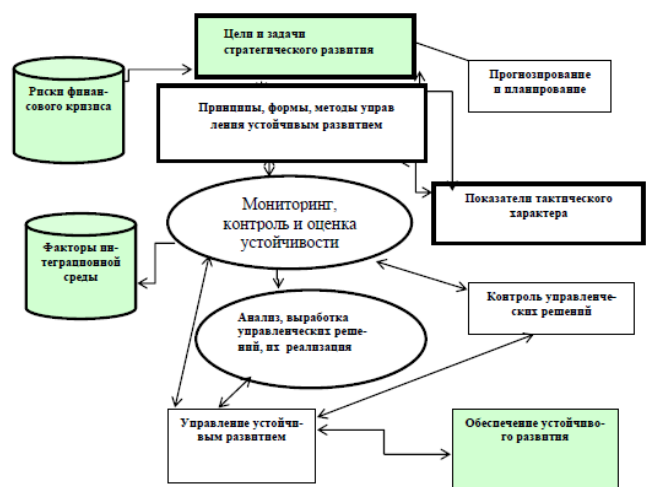 Цели и задачи
стратегического развития
Прогнозирование
и планирование
Риски финан-
сового кризиса
Принципы, формы, методы управ
ления устойчивым развитием
Показатели тактического
характера
Мониторинг,
контроль и оценка
устойчивости
Факторы ин-
теграционной
среды
Контроль управленче-
ских решений
Анализ, выработка
управленческих реше-
ний, их реализация
Управление устойчи-
вым развитием
Обеспечение устойчиво-
го развития